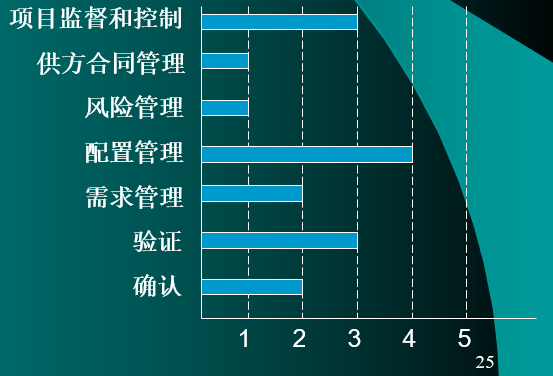 项目监督和控制
供方合同管理
风险管理
配置管理
需求管理
验证
确认
1 2 3 4 5
25